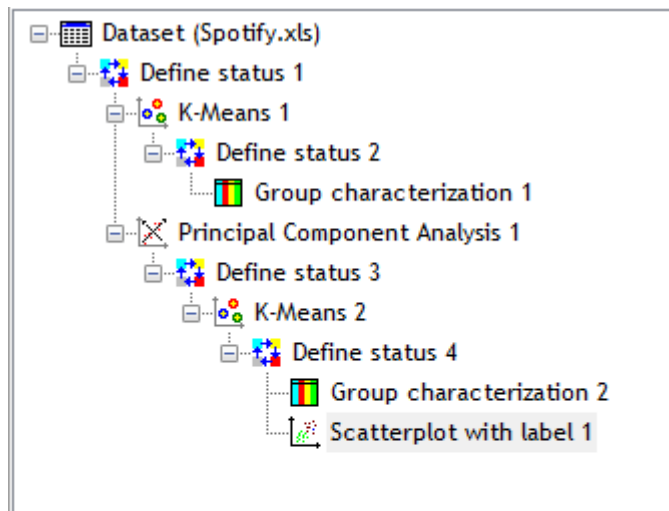 Dataset (Spotify.xls)
Define status 1
K-Means 1
Define status 2
Group characterization 1
Principal Component Analysis 1
Define status 3
K-Means 2
Define status 4
Group characterization 2
Scatterplot with label 1